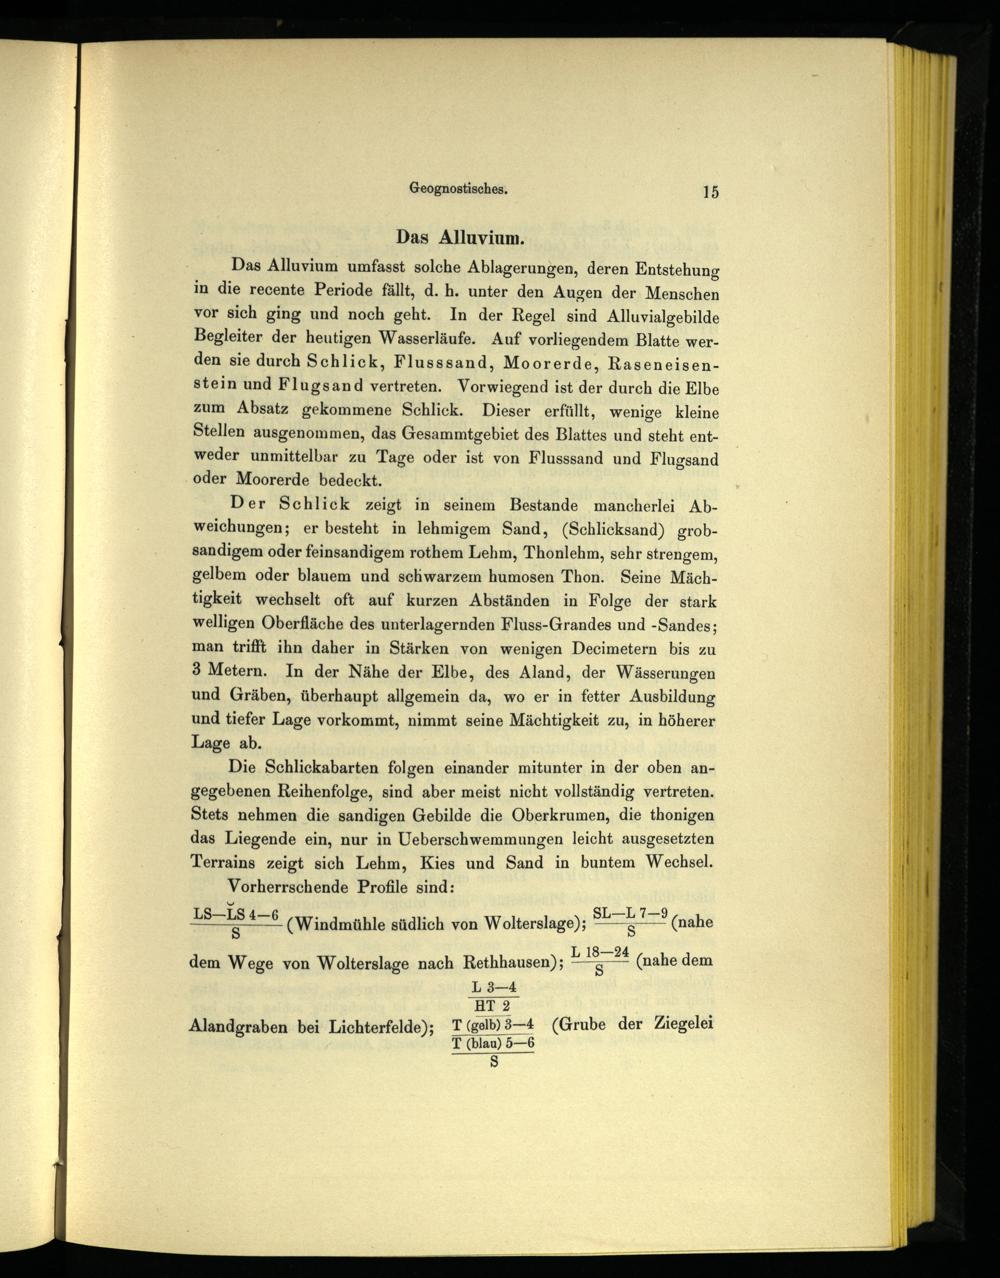 Geognostisches. 15
Das Alluvium.
Das Alluvium umfasst solche Ablagerungen, deren Entstehung
in die recente Periode fällt, d. h. unter den Augen der Menschen
vor sich ging und noch geht. In der Regel sind Alluvialgebilde
Begleiter der heutigen Wasserläufe. Auf vorliegendem Blatte wer-
den sie durch Schlick, Flusssand, Moorerde, Raseneisen-
stein und Flugsand vertreten. Vorwiegend ist der durch die Elbe
zum Absatz gekommene Schlick. Dieser erfüllt, wenige kleine
Stellen ausgenommen, das Gesammtgebiet des Blattes und steht ent-
weder unmittelbar zu Tage oder ist von Flusssand und Flugsand
oder Moorerde bedeckt.
Der Schlick zeigt in seinem Bestande mancherlei Ab-
weichungen; er besteht in lehmigem Sand, (Schlicksand) grob-
sandigem oder feinsandigem rothem Lehm, Thonlehm, sehr strengem,
gelbem oder blauem und schwarzem humosen Thon. Seine Mäch-
tigkeit wechselt oft auf kurzen Abständen in Folge der stark
welligen Oberfläche des unterlagernden Fluss-Grandes und -Sandes;
man trifft ihn daher in Stärken von wenigen Decimetern bis zu
3 Metern. In der Nähe der Elbe, des Aland, der Wässerungen
und Gräben, überhaupt allgemein da, wo er in fetter Ausbildung
und tiefer Lage vorkommt, nimmt seine Mächtigkeit zu, in höherer
Lage ab.
Die Schlickabarten folgen einander mitunter in der oben an-
gegebenen Reihenfolge, sind aber meist nicht vollständig vertreten.
Stets nehmen die sandigen Gebilde die Oberkrumen, die thonigen
das Liegende ein, nur in Ueberschwemmungen leicht ausgesetzten
Terrains zeigt sich Lehm, Kies und Sand in buntem Wechsel.
Vorherrschende Profile sind:
LS—L̆S 4—6 / S (Windmühle südlich von Wolterslage); SL—L 7—9 / S (nahe
dem Wege von Wolterslage nach Rethhausen); L 18—24 / S (nahe dem
L 3—4
HT 2
Alandgraben bei Lichterfelde); T (gelb) 3—4 (Grube der Ziegelei
T (blau) 5—6
S